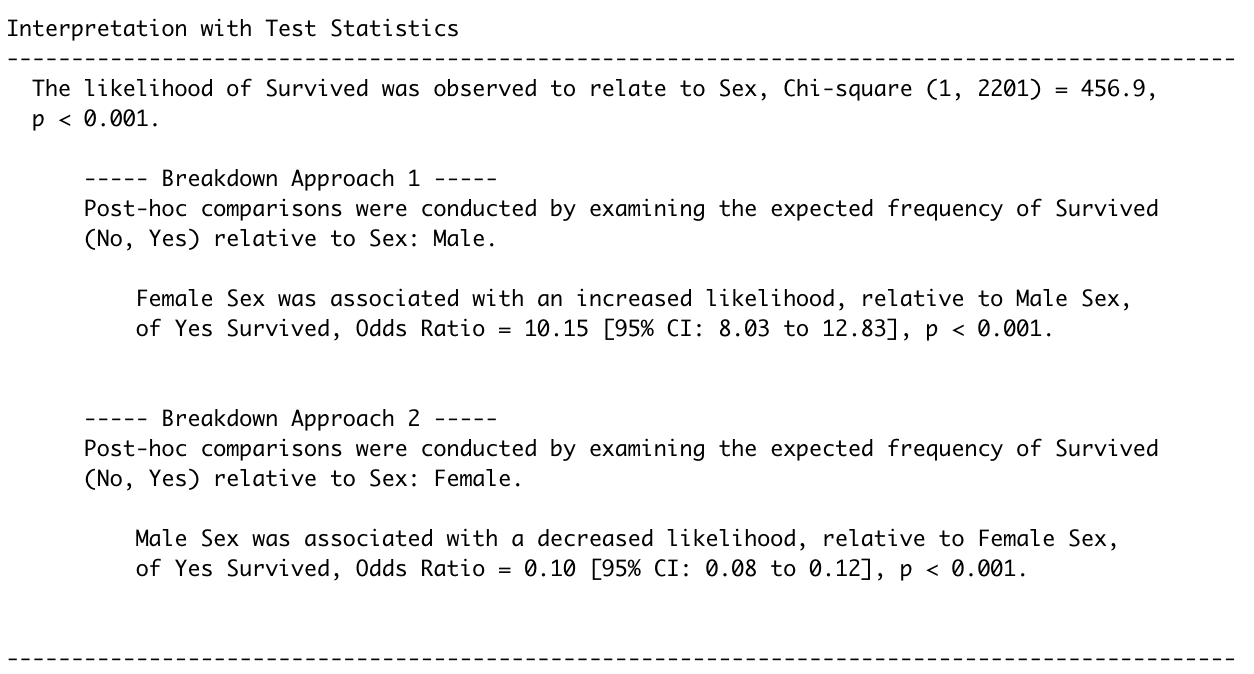 Interpretation with Test Statistics
-----------------------------------------------------------------------------------------------
The likelihood of Survived was observed to relate to Sex, Chi-square (1, 2201) = 456.9,
p < 0.001.
----- Breakdown Approach 1 -----
Post-hoc comparisons were conducted by examining the expected frequency of Survived
(No, Yes) relative to Sex: Male.
Female Sex was associated with an increased likelihood, relative to Male Sex,
of Yes Survived, Odds Ratio = 10.15 [95% CI: 8.03 to 12.83], p < 0.001.
----- Breakdown Approach 2 -----
Post-hoc comparisons were conducted by examining the expected frequency of Survived
(No, Yes) relative to Sex: Female.
Male Sex was associated with a decreased likelihood, relative to Female Sex,
of Yes Survived, Odds Ratio = 0.10 [95% CI: 0.08 to 0.12], p < 0.001.
-----------------------------------------------------------------------------------------------